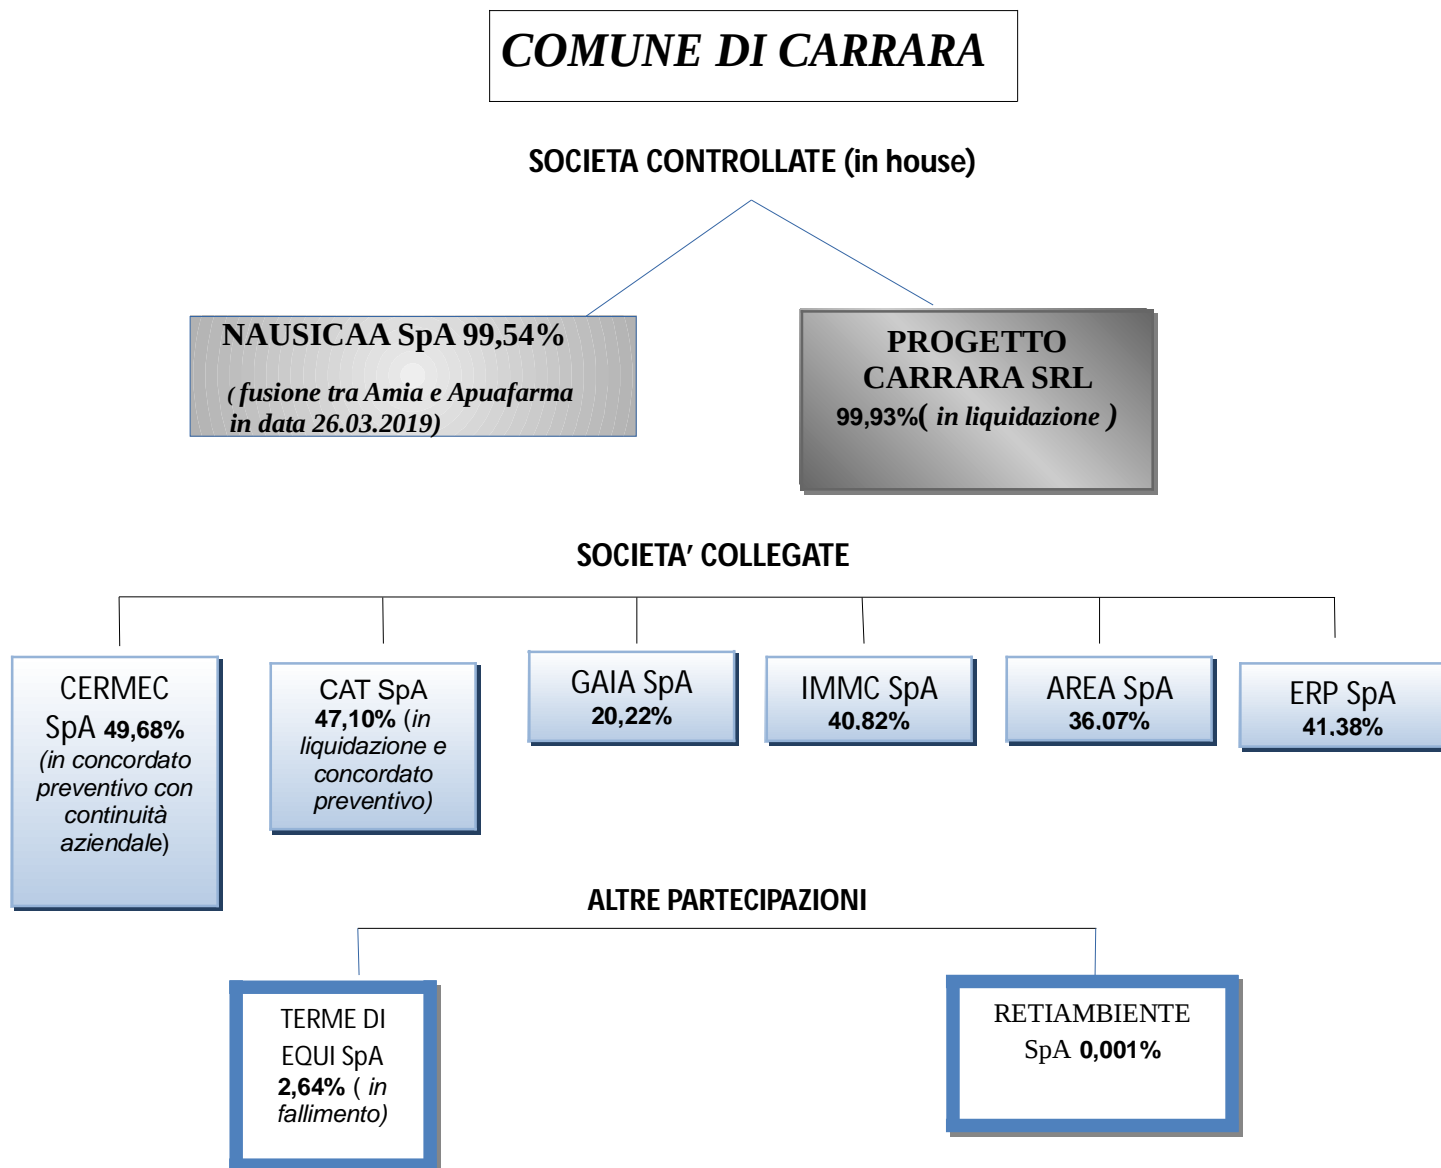 COMUNE DI CARRARA
SOCIETA CONTROLLATE (in house)
NAUSICAA SpA 99,54%
( fusione tra Amia e Apuafarma
in data 26.03.2019)
PROGETTO
CARRARA SRL
99,93%( in liquidazione )
SOCIETA’ COLLEGATE
CERMEC
SpA 49,68%
(in concordato
preventivo con
continuità
aziendale)
CAT SpA
47,10% (in
liquidazione e
concordato
preventivo)
GAIA SpA
20,22%
IMMC SpA
40,82%
AREA SpA
36,07%
ERP SpA
41,38%
ALTRE PARTECIPAZIONI
TERME DI
EQUI SpA
2,64% ( in
fallimento)
RETIAMBIENTE
SpA 0,001%